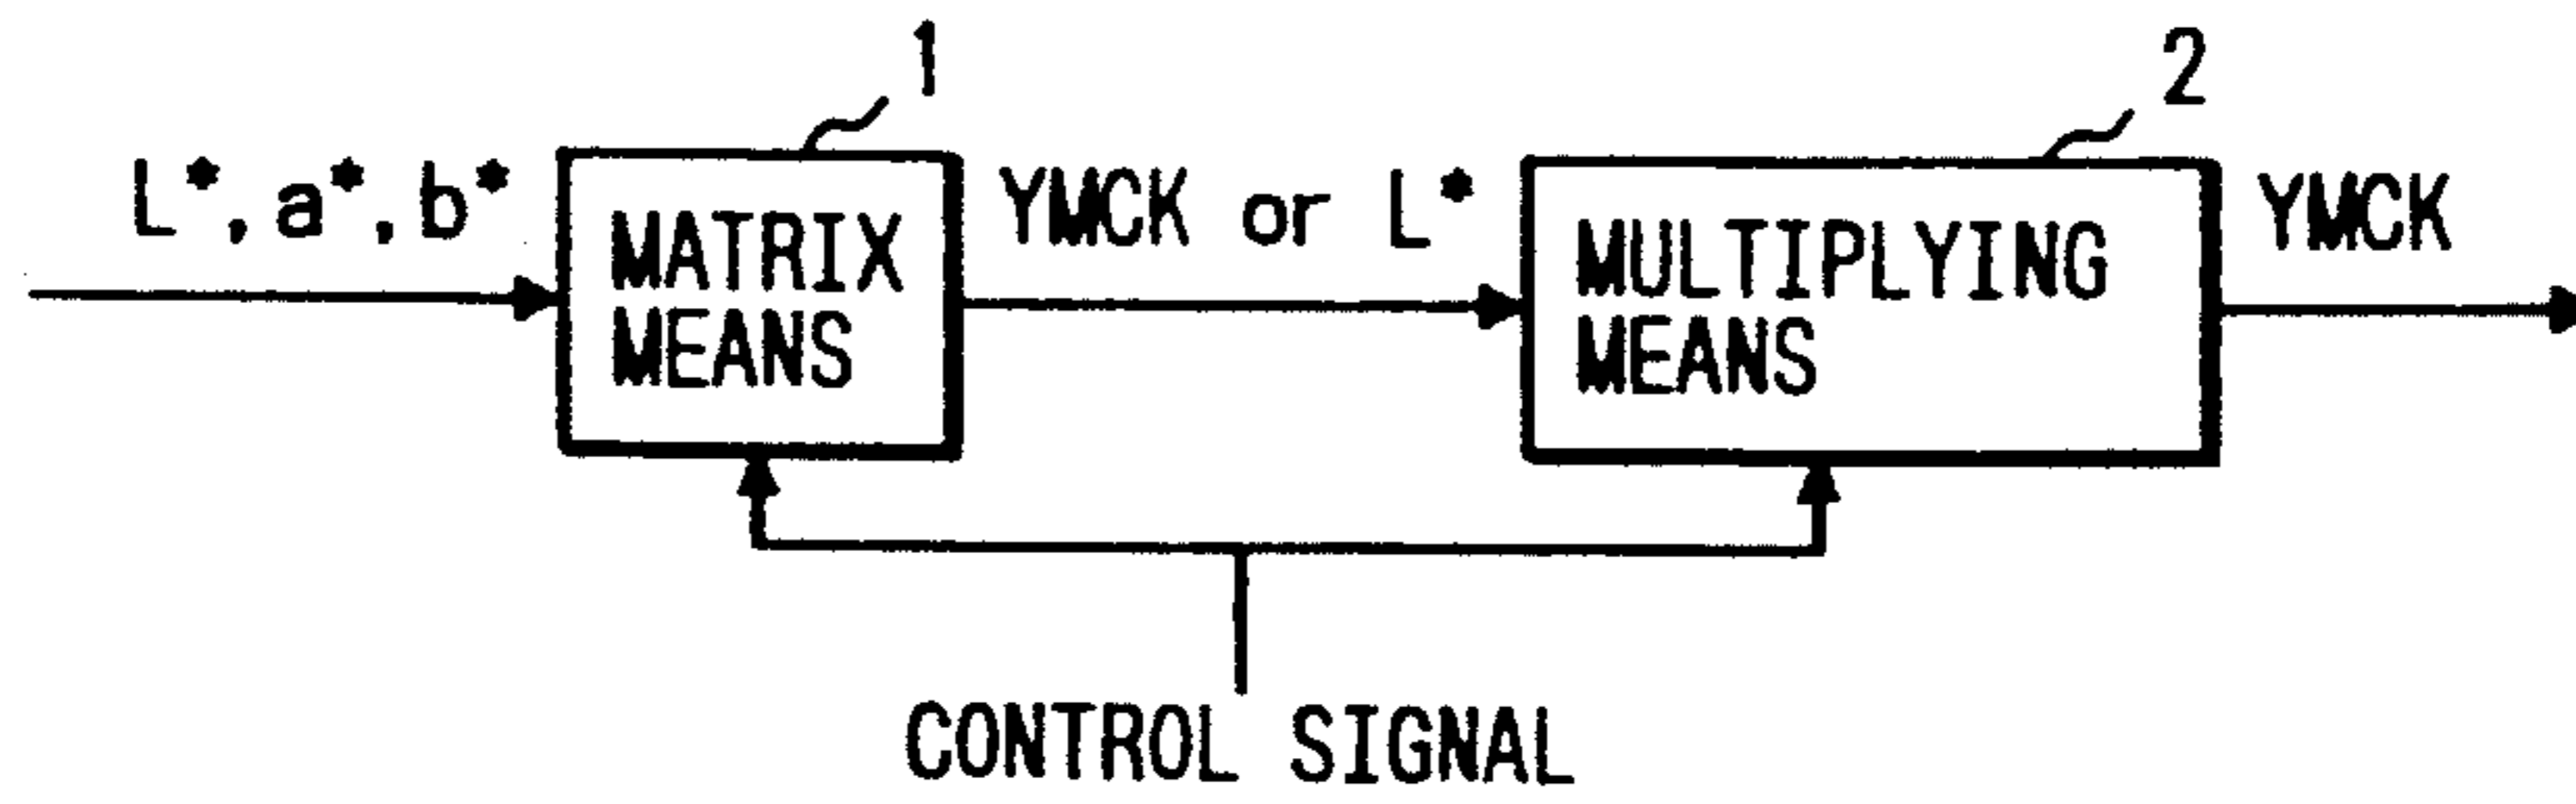 1
2
L*,a*,b*
MATRIX
MEANS
YMCK or L*
MULTIPLYING
MEANS
YMCK
CONTROL SIGNAL